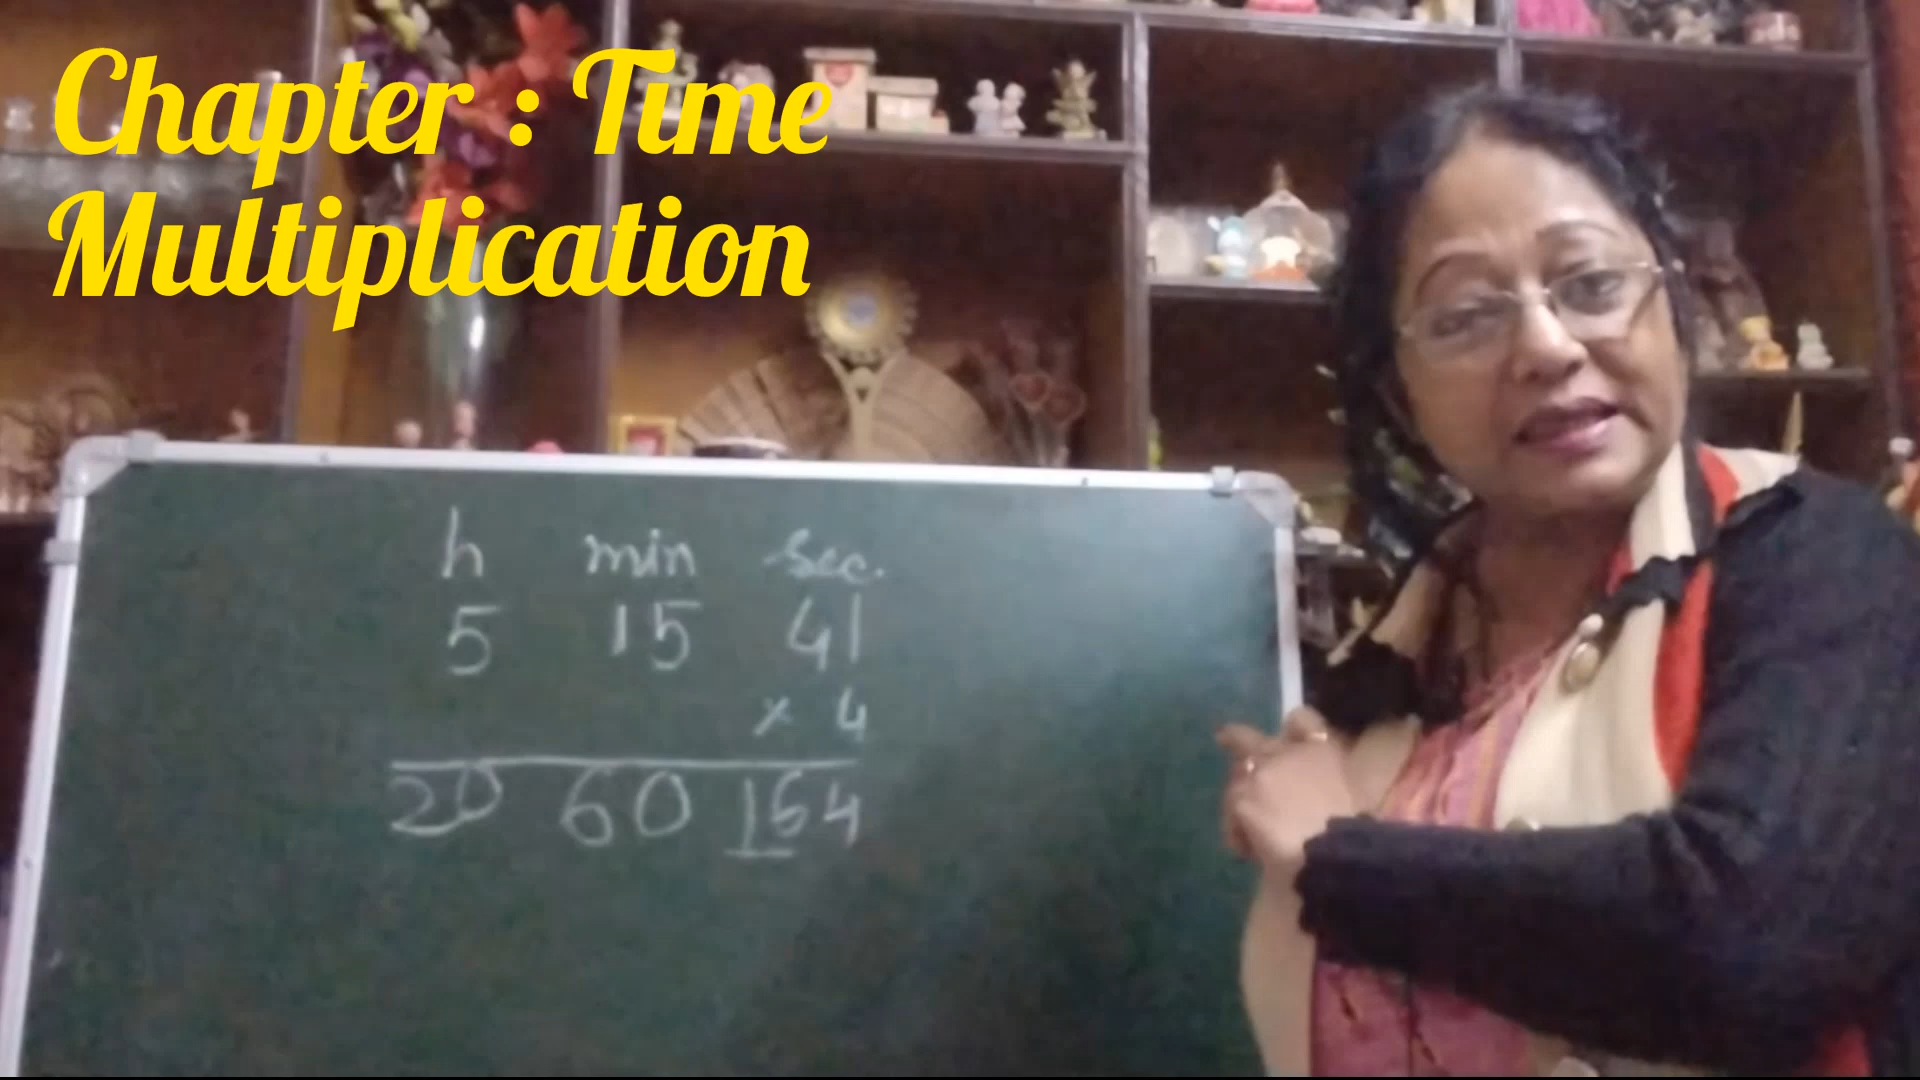 Chapter : Time
Multiplication
h min sec.
5 15 41
x 4
20 60 164